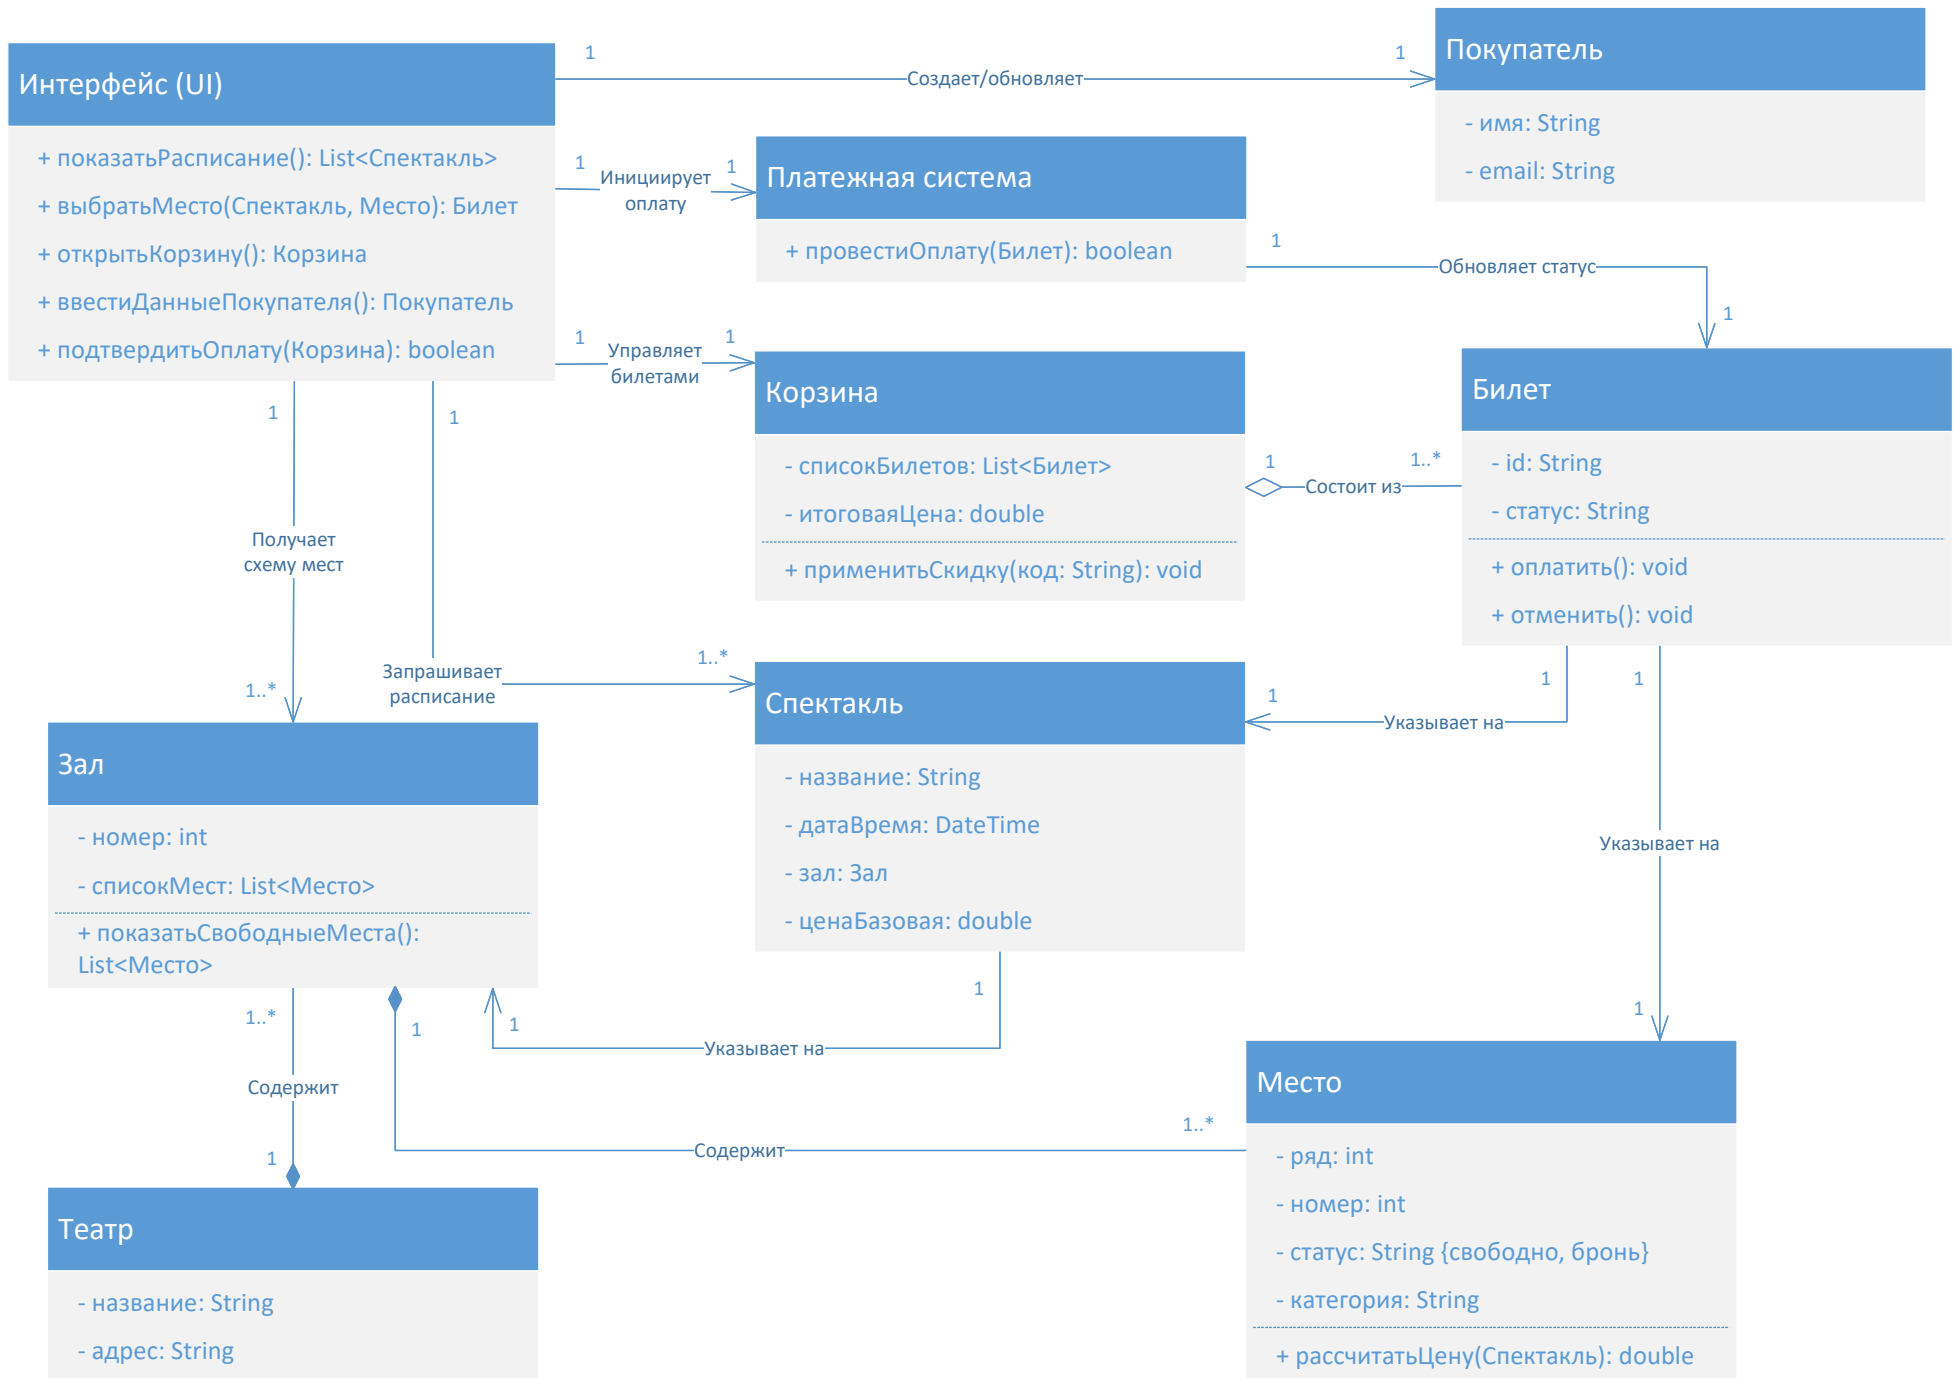 Интерфейс (UI)
+ показатьРасписание(): List<Спектакль>
+ выбратьМесто(Спектакль, Место): Билет
+ открытьКорзину(): Корзина
+ ввестиДанныеПокупателя(): Покупатель
+ подтвердитьОплату(Корзина): boolean
1
Создает/обновляет
1
Покупатель
- имя: String
- email: String
1
Инициирует
оплату
1
Платежная система
+ провестиОплату(Билет): boolean
1
Обновляет статус
1
1
Управляет
билетами
1
Корзина
- списокБилетов: List<Билет>
- итоговаяЦена: double
+ применитьСкидку(код: String): void
1
Состоит из
1..*
Билет
- id: String
- статус: String
+ оплатить(): void
+ отменить(): void
1
Получает
схему мест
1..*
1
Запрашивает
расписание
1..*
Спектакль
- название: String
- датаВремя: DateTime
- зал: Зал
- ценаБазовая: double
1
Указывает на
1
1
Указывает на
1
Зал
- номер: int
- списокМест: List<Место>
+ показатьСвободныеМеста():
List<Место>
1
Указывает на
1
1..*
Содержит
1
1
Содержит
1..*
Театр
- название: String
- адрес: String
Место
- ряд: int
- номер: int
- статус: String {свободно, бронь}
- категория: String
+ рассчитатьЦену(Спектакль): double